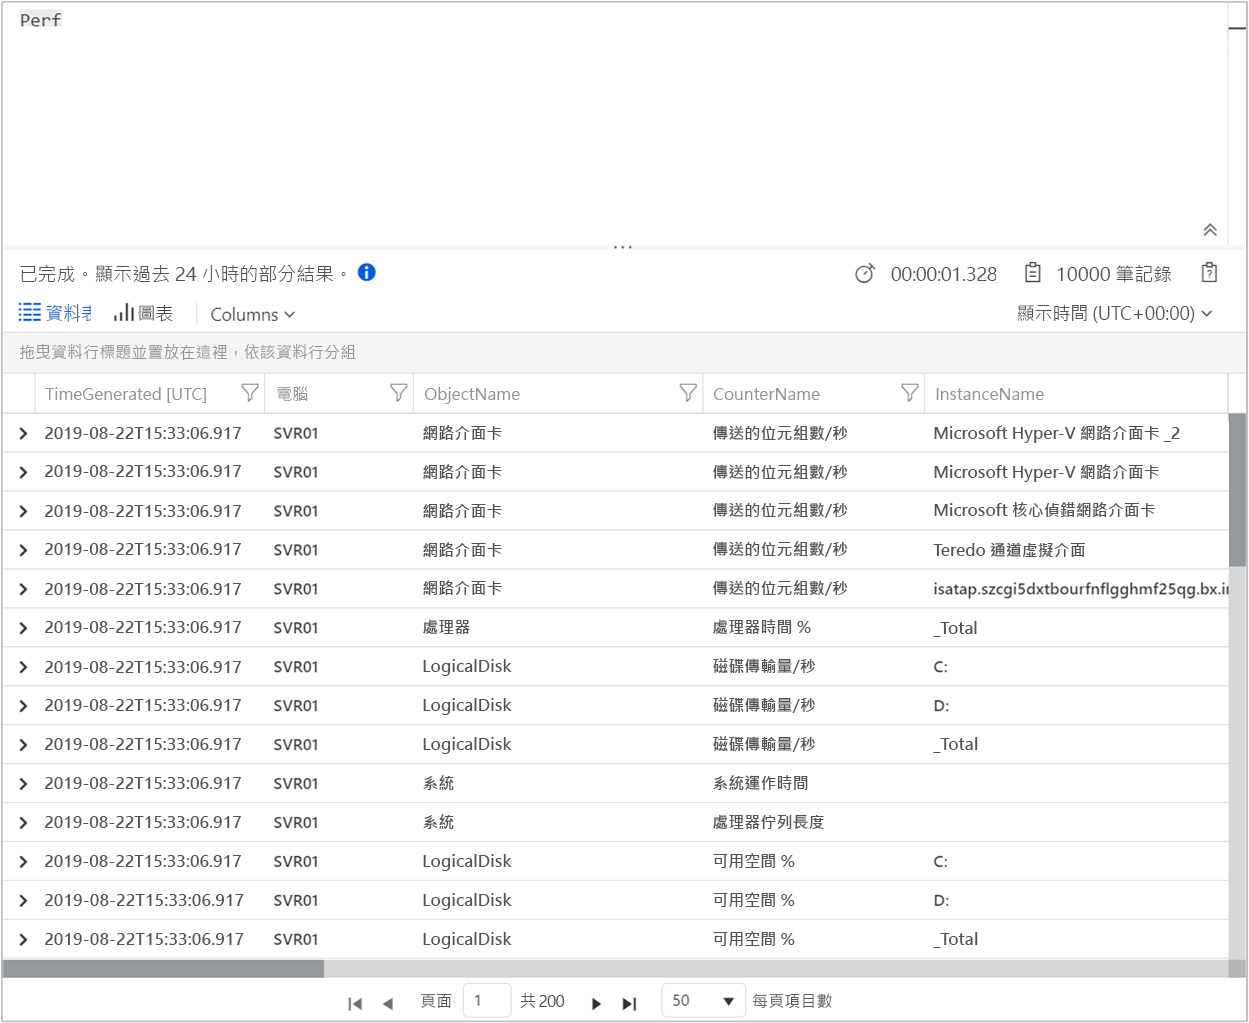 Perf
已完成。顯示過去 24 小時的部分結果。 00:00:01.328 10000 筆記錄
資料表 圖表 Columns 顯示時間 (UTC+00:00)
拖曳資料行標題並置放在這裡，依該資料行分組
TimeGenerated [UTC] 電腦 ObjectName CounterName InstanceName
2019-08-22T15:33:06.917 SVR01 網路介面卡 傳送的位元組數/秒 Microsoft Hyper-V 網路介面卡 _2
2019-08-22T15:33:06.917 SVR01 網路介面卡 傳送的位元組數/秒 Microsoft Hyper-V 網路介面卡
2019-08-22T15:33:06.917 SVR01 網路介面卡 傳送的位元組數/秒 Microsoft 核心偵錯網路介面卡
2019-08-22T15:33:06.917 SVR01 網路介面卡 傳送的位元組數/秒 Teredo 通道虛擬介面
2019-08-22T15:33:06.917 SVR01 網路介面卡 傳送的位元組數/秒 isatap.szcgi5dxtbourfnflgghmf25qg.bx.in
2019-08-22T15:33:06.917 SVR01 處理器 處理器時間 % _Total
2019-08-22T15:33:06.917 SVR01 LogicalDisk 磁碟傳輸量/秒 C:
2019-08-22T15:33:06.917 SVR01 LogicalDisk 磁碟傳輸量/秒 D:
2019-08-22T15:33:06.917 SVR01 LogicalDisk 磁碟傳輸量/秒 _Total
2019-08-22T15:33:06.917 SVR01 系統 系統運作時間
2019-08-22T15:33:06.917 SVR01 系統 處理器佇列長度
2019-08-22T15:33:06.917 SVR01 LogicalDisk 可用空間 % C:
2019-08-22T15:33:06.917 SVR01 LogicalDisk 可用空間 % D:
2019-08-22T15:33:06.917 SVR01 LogicalDisk 可用空間 % _Total
頁面 1 共 200 50 每頁項目數